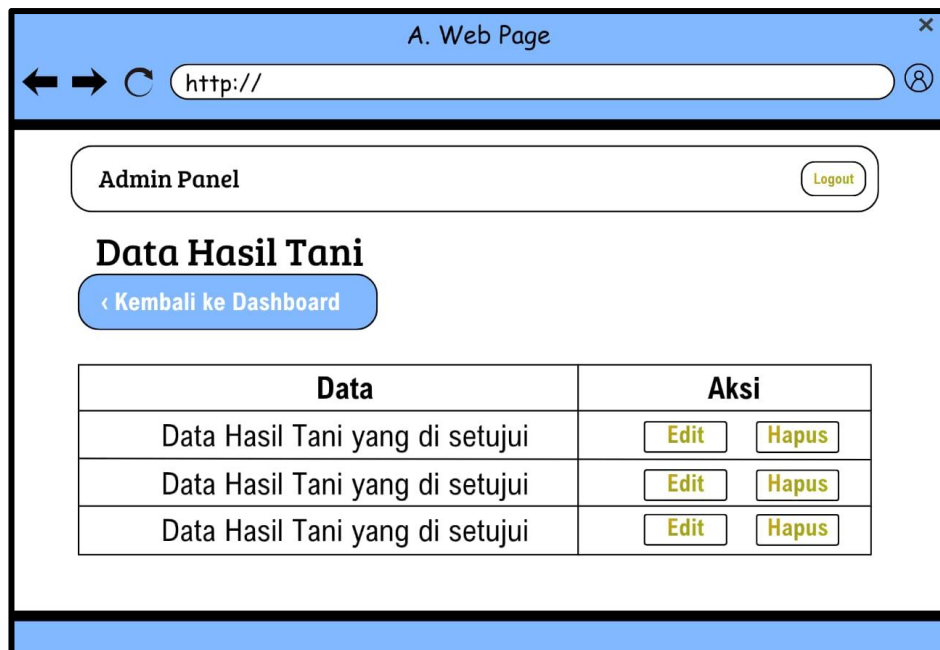 A. Web Page
http://
Admin Panel
Logout
Data Hasil Tani
‹ Kembali ke Dashboard
Data Aksi
Data Hasil Tani yang di setujui Edit Hapus
Data Hasil Tani yang di setujui Edit Hapus
Data Hasil Tani yang di setujui Edit Hapus